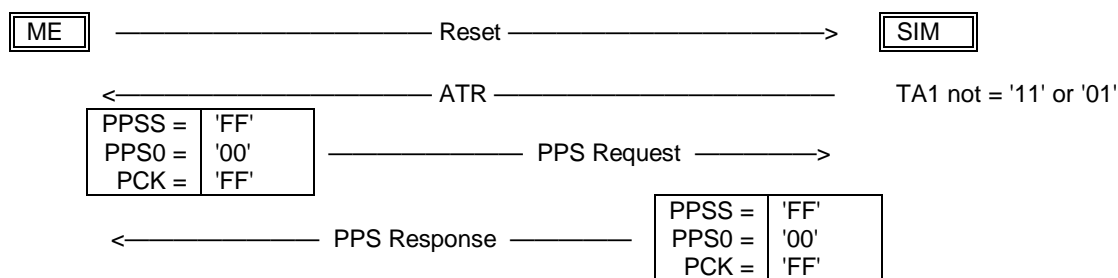 ME Reset SIM
ATR TA1 not = '11' or '01'
PPSS = 'FF'
PPS0 = '00' PPS Request
PCK = 'FF'
PPSS = 'FF'
PPS Response PPS0 = '00'
PCK = 'FF'